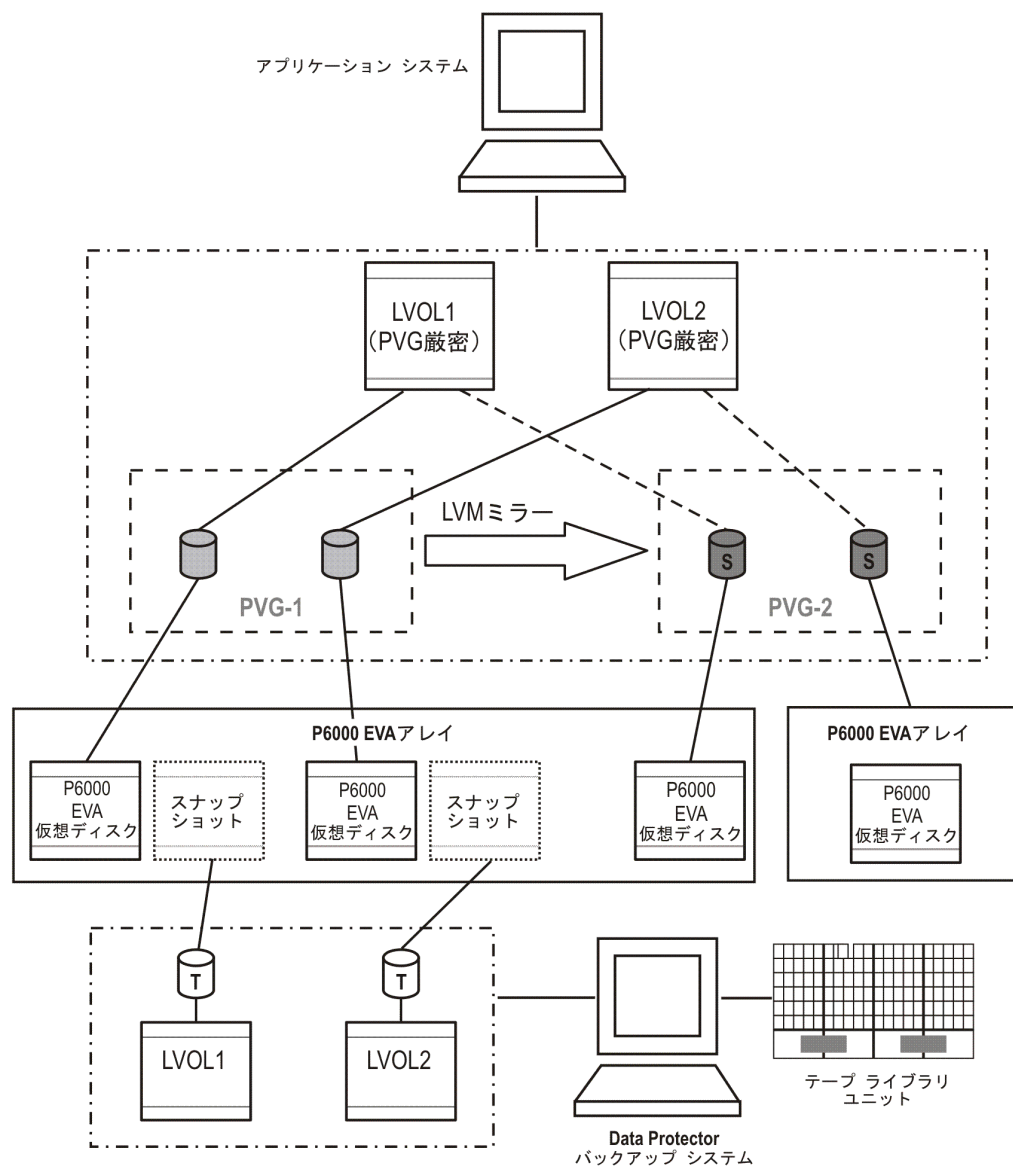 アプリケーション システム
LVOL1
（PVG厳密）
LVOL2
（PVG厳密）
LVMミラー
S
S
PVG-1
PVG-2
P6000 EVAアレイ
P6000 EVAアレイ
P6000
EVA
仮想ディスク
スナップ
ショット
P6000
EVA
仮想ディスク
スナップ
ショット
P6000
EVA
仮想ディスク
P6000
EVA
仮想ディスク
T
T
LVOL1
LVOL2
テープ ライブラリ
ユニット
Data Protector
バックアップ システム